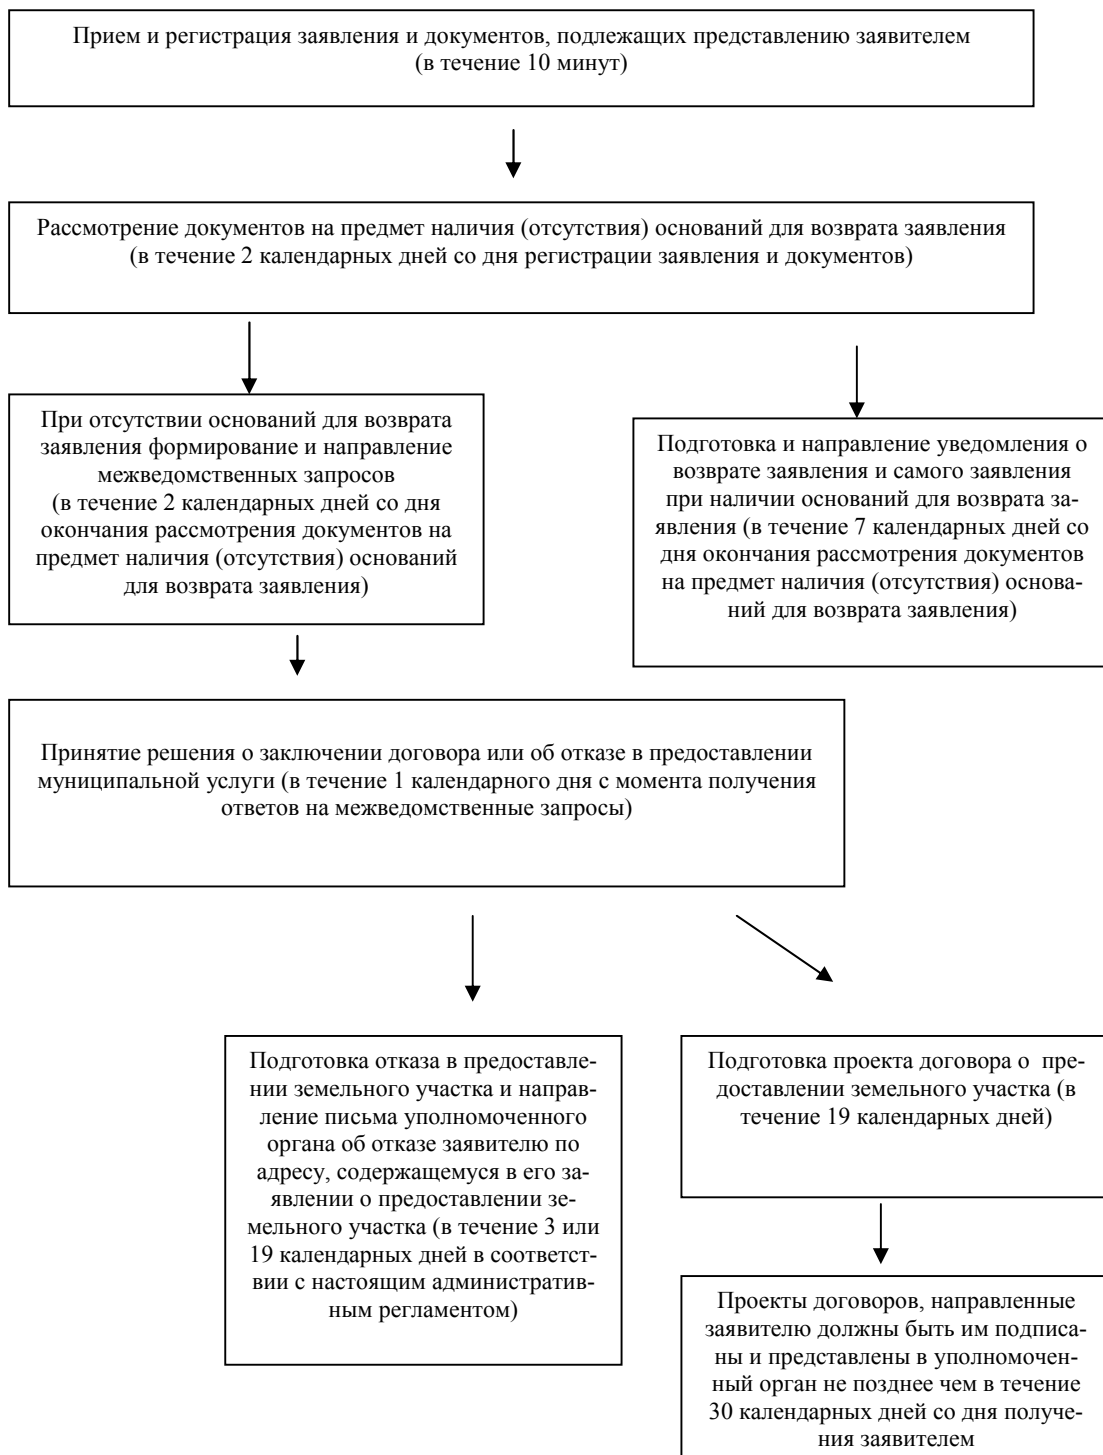 Прием и регистрация заявления и документов, подлежащих представлению заявителем
(в течение 10 минут)
Рассмотрение документов на предмет наличия (отсутствия) оснований для возврата заявления
(в течение 2 календарных дней со дня регистрации заявления и документов)
При отсутствии оснований для возврата
заявления формирование и направление
межведомственных запросов
(в течение 2 календарных дней со дня
окончания рассмотрения документов на
предмет наличия (отсутствия) оснований
для возврата заявления)
Подготовка и направление уведомления о
возврате заявления и самого заявления
при наличии оснований для возврата за-
явления (в течение 7 календарных дней со
дня окончания рассмотрения документов
на предмет наличия (отсутствия) основа-
ний для возврата заявления)
Принятие решения о заключении договора или об отказе в предоставлении
муниципальной услуги (в течение 1 календарного дня с момента получения
ответов на межведомственные запросы)
Подготовка отказа в предоставле-
нии земельного участка и направ-
ление письма уполномоченного
органа об отказе заявителю по
адресу, содержащемуся в его за-
явлении о предоставлении зе-
мельного участка (в течение 3 или
19 календарных дней в соответст-
вии с настоящим административ-
ным регламентом)
Подготовка проекта договора о  пре-
доставлении земельного участка (в
течение 19 календарных дней)
Проекты договоров, направленные
заявителю должны быть им подписа-
ны и представлены в уполномочен-
ный орган не позднее чем в течение
30 календарных дней со дня получе-
ния заявителем